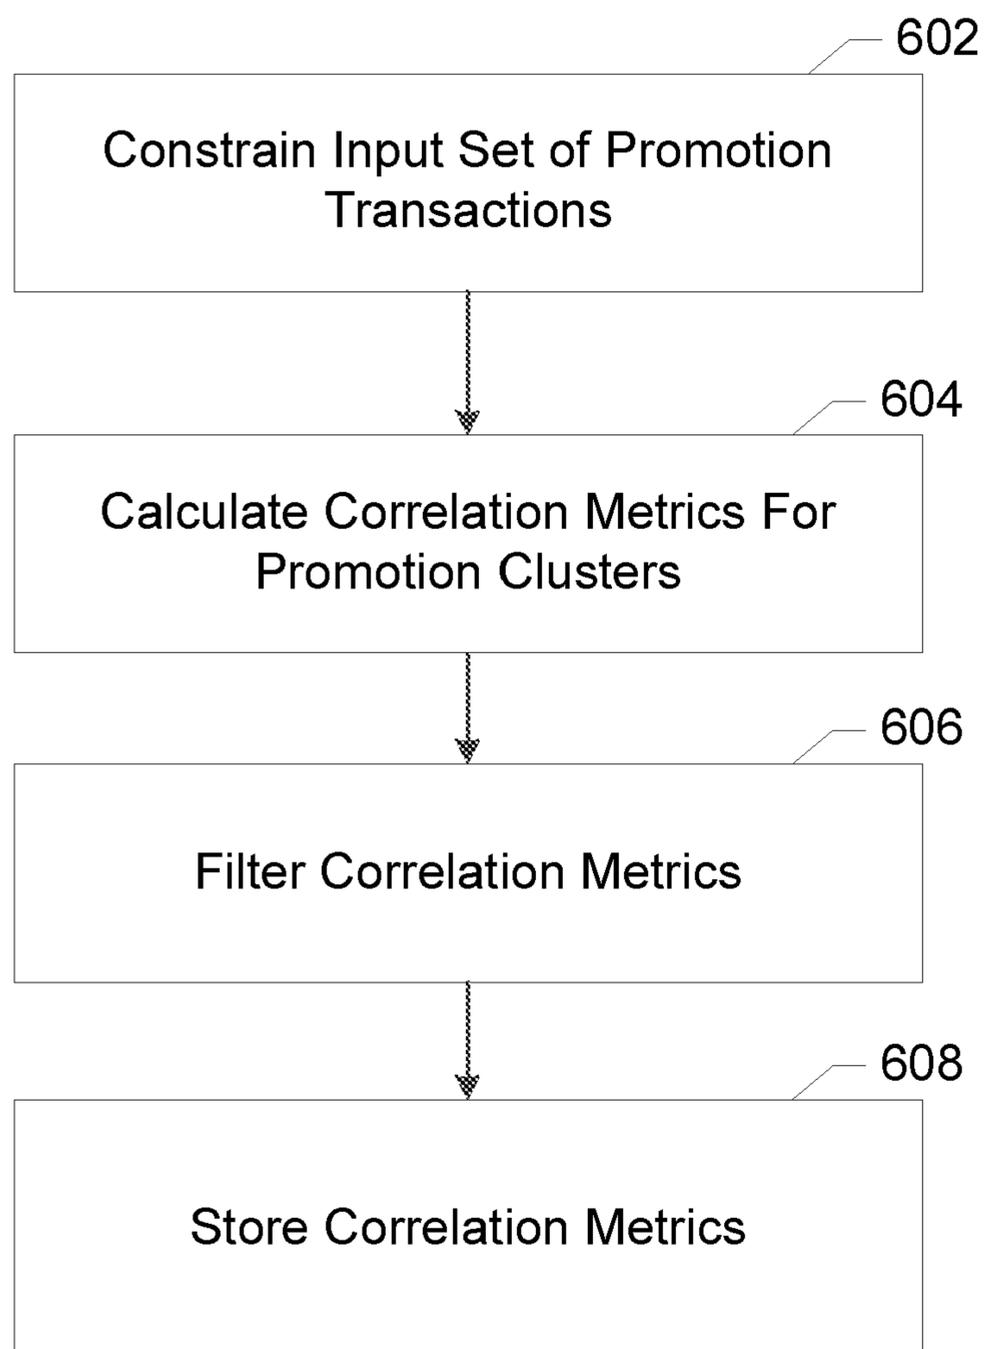 602
Constrain Input Set of Promotion
Transactions
604
Calculate Correlation Metrics For
Promotion Clusters
606
Filter Correlation Metrics
608
Store Correlation Metrics